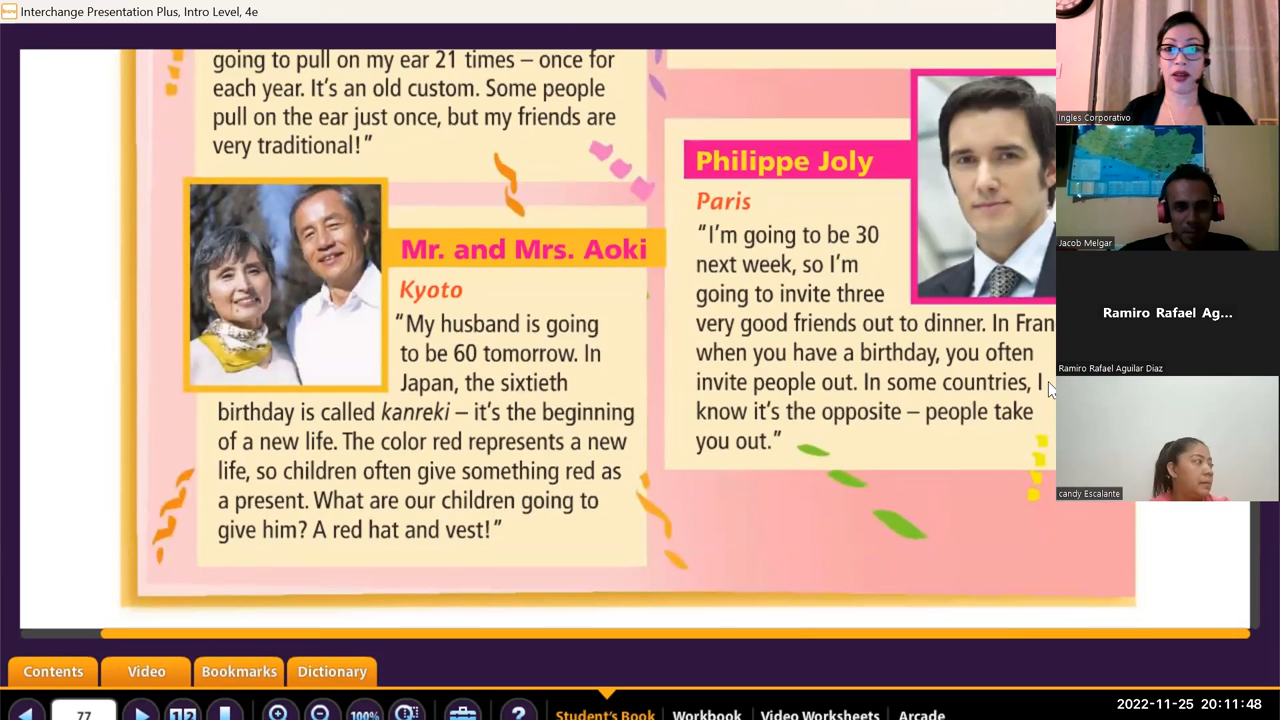 Interchange Presentation Plus, Intro Level, 4e
going to pull on my ear 21 times – once for
each year. It's an old custom. Some people
pull on the ear just once, but my friends are
very traditional!"
Mr. and Mrs. Aoki
Kyoto
"My husband is going
to be 60 tomorrow. In
Japan, the sixtieth
birthday is called kanreki – it's the beginning
of a new life. The color red represents a new
life, so children often give something red as
a present. What are our children going to
give him? A red hat and vest!"
Philippe Joly
Paris
"I'm going to be 30
next week, so I'm
going to invite three
very good friends out to dinner. In Fran
when you have a birthday, you often
invite people out. In some countries, I
know it's the opposite – people take
you out."
Ingles Corporativo
Jacob Melgar
Ramiro Rafael Ag...
Ramiro Rafael Aguilar Diaz
candy Escalante
Contents
Video
Bookmarks
Dictionary
77
1 2
100%
?
Student's Book
Workbook
Video Worksheets
Arcade
2022-11-25 20:11:48